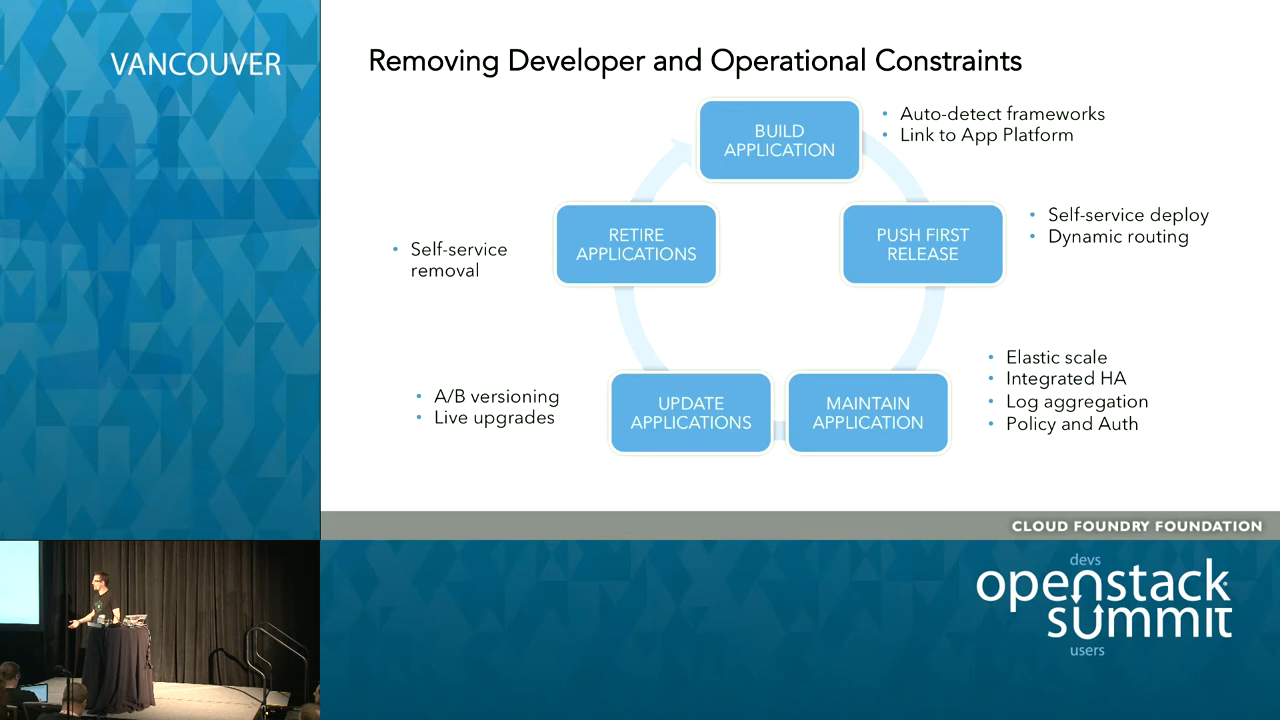 VANCOUVER
Removing Developer and Operational Constraints
BUILD
APPLICATION
• Auto-detect frameworks
• Link to App Platform
PUSH FIRST
RELEASE
• Self-service deploy
• Dynamic routing
MAINTAIN
APPLICATION
• Elastic scale
• Integrated HA
• Log aggregation
• Policy and Auth
UPDATE
APPLICATIONS
• A/B versioning
• Live upgrades
RETIRE
APPLICATIONS
• Self-service
removal
CLOUD FOUNDRY FOUNDATION
devs
openstack
summit
users